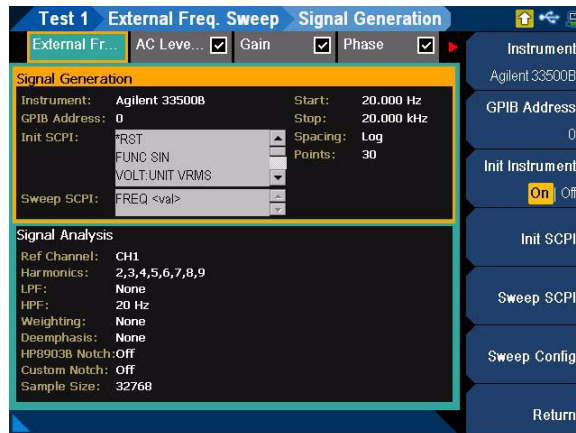 Test 1 External Freq. Sweep Signal Generation
External Fr... AC Leve... Gain Phase
Signal Generation
Instrument: Agilent 33500B
GPIB Address: 0
Init SCPI: *RST
FUNC SIN
VOLT:UNIT VRMS
Sweep SCPI: FREQ <val>
Start: 20.000 Hz
Stop: 20.000 kHz
Spacing: Log
Points: 30
Signal Analysis
Ref Channel: CH1
Harmonics: 2,3,4,5,6,7,8,9
LPF: None
HPF: 20 Hz
Weighting: None
Deemphasis: None
HP8903B Notch:Off
Custom Notch: Off
Sample Size: 32768
Instrument
Agilent 33500B
GPIB Address
0
Init Instrument
On | Off
Init SCPI
Sweep SCPI
Sweep Config
Return